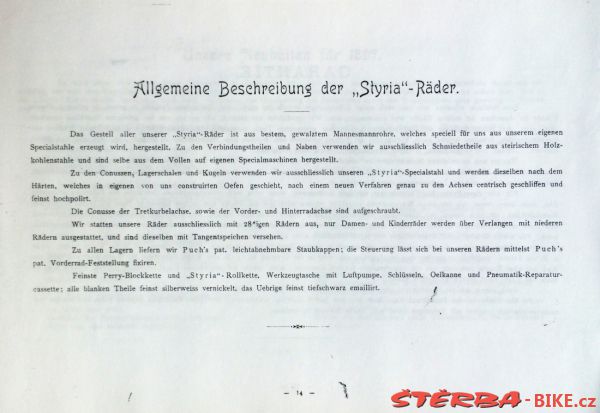 Allgemeine Beschreibung der „Styria“-Räder.
Das Gestell aller unserer „Styria“-Räder ist aus bestem, gewalztem Mannesmannrohre, welches speciell für uns aus unserem eigenen
Specialstahle erzeugt wird, hergestellt. Zu den Verbindungstheilen und Naben verwenden wir ausschliesslich Schmiedetheile aus steirischem Holz-
kohlenstahle und sind selbe aus dem Vollen auf eigenen Specialmaschinen hergestellt.
Zu den Conussen, Lagerschalen und Kugeln verwenden wir ausschliesslich unseren „Styria“-Specialstahl und werden dieselben nach dem
Härten, welches in eigenen von uns construirten Oefen geschieht, nach einem neuen Verfahren genau zu den Achsen centrisch geschliffen und
feinst hochpolirt.
Die Conusse der Tretkurbelachse, sowie der Vorder- und Hinterradachse sind aufgeschraubt.
Wir statten unsere Räder ausschliesslich mit 28"igen Rädern aus, nur Damen- und Kinderräder werden über Verlangen mit niederen
Rädern ausgestattet, und sind dieselben mit Tangentspeichen versehen.
Zu allen Lagern liefern wir Puch's pat. leichtabnehmbare Staubkappen; die Steuerung lässt sich bei unseren Rädern mittelst Puch's
pat. Vorderrad-Feststellung fixiren.
Feinste Perry-Blockkette und „Styria“-Rollkette, Werkzeugtasche mit Luftpumpe, Schlüsseln, Oelkanne und Pneumatik-Reparatur-
cassette; alle blanken Theile feinst silberweiss vernickelt, das Uebrige feinst tiefschwarz emaillirt.
— 14 —
ŠTĚRBA-BIKE.cz